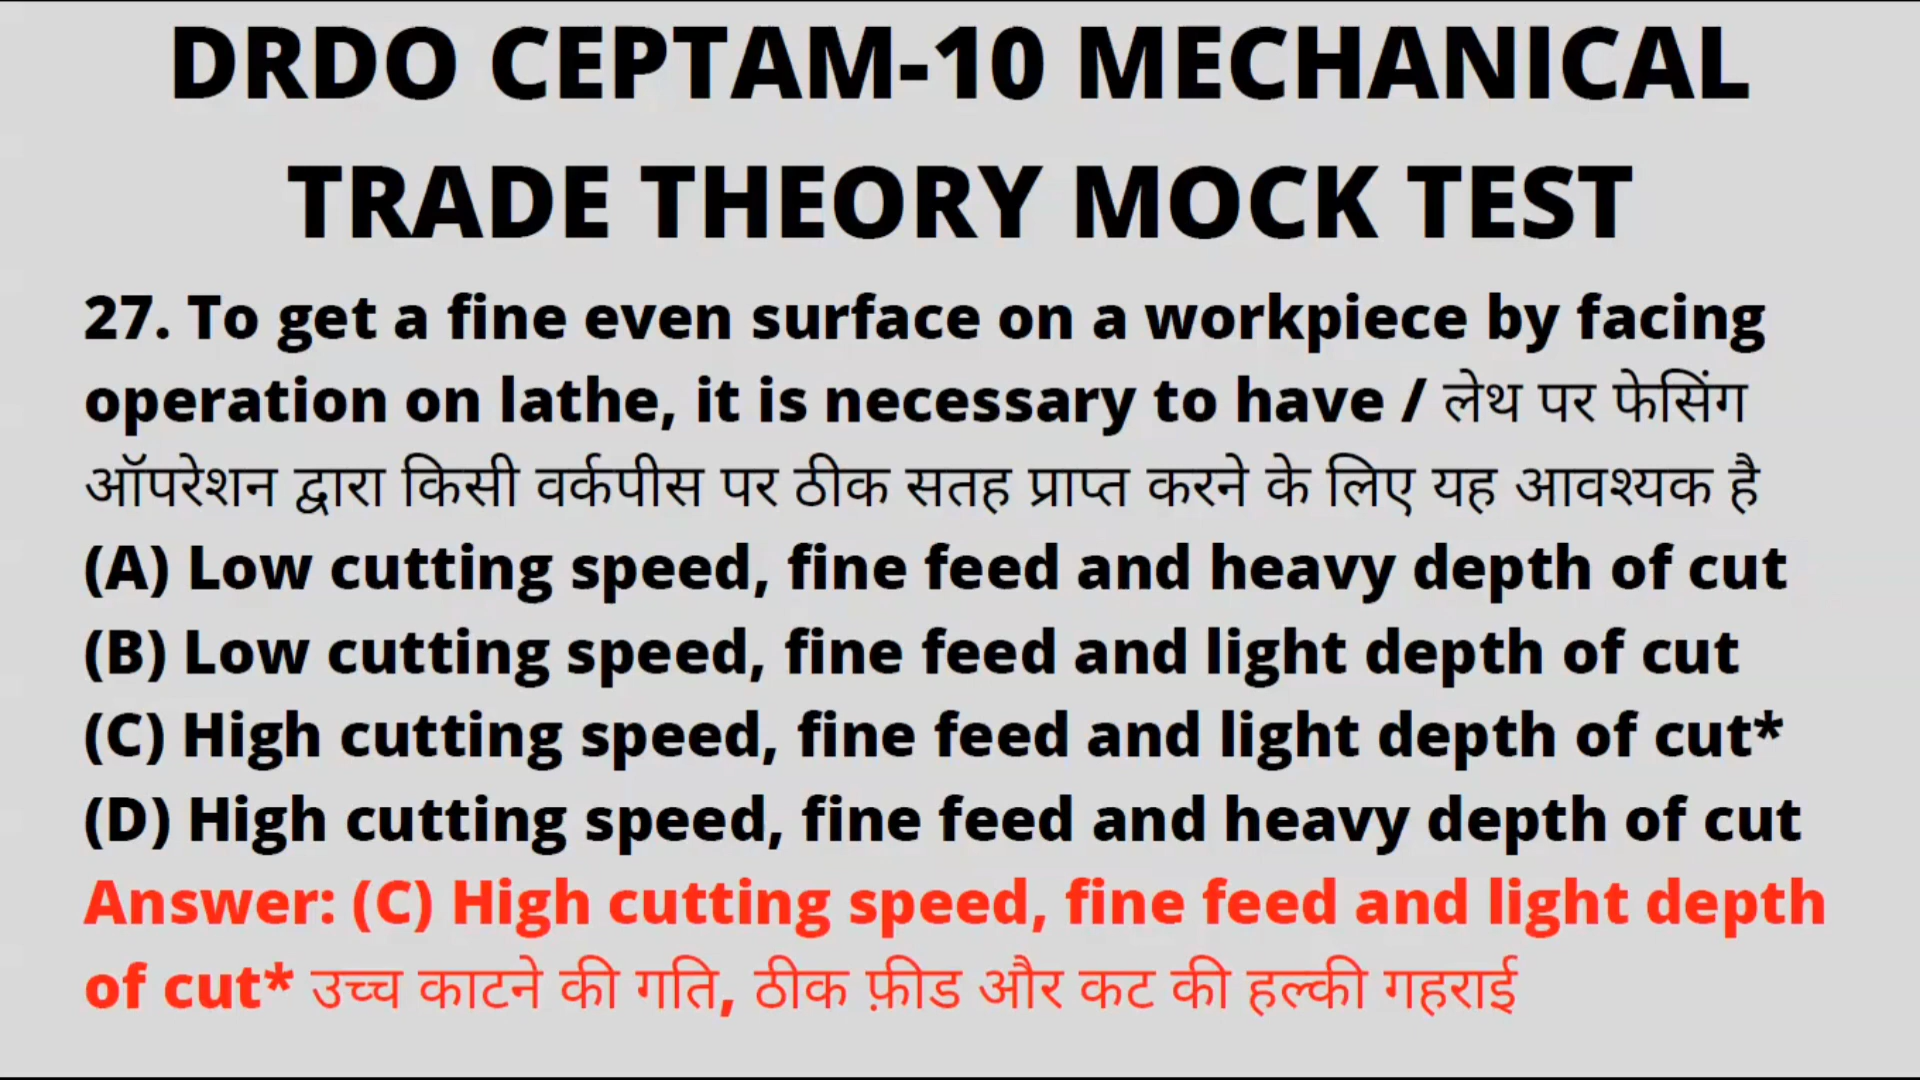 DRDO CEPTAM-10 MECHANICAL
TRADE THEORY MOCK TEST
27. To get a fine even surface on a workpiece by facing
operation on lathe, it is necessary to have / लेथ पर फेसिंग
ऑपरेशन द्वारा किसी वर्कपीस पर ठीक सतह प्राप्त करने के लिए यह आवश्यक है
(A) Low cutting speed, fine feed and heavy depth of cut
(B) Low cutting speed, fine feed and light depth of cut
(C) High cutting speed, fine feed and light depth of cut*
(D) High cutting speed, fine feed and heavy depth of cut
Answer: (C) High cutting speed, fine feed and light depth
of cut* उच्च काटने की गति, ठीक फ़ीड और कट की हल्की गहराई